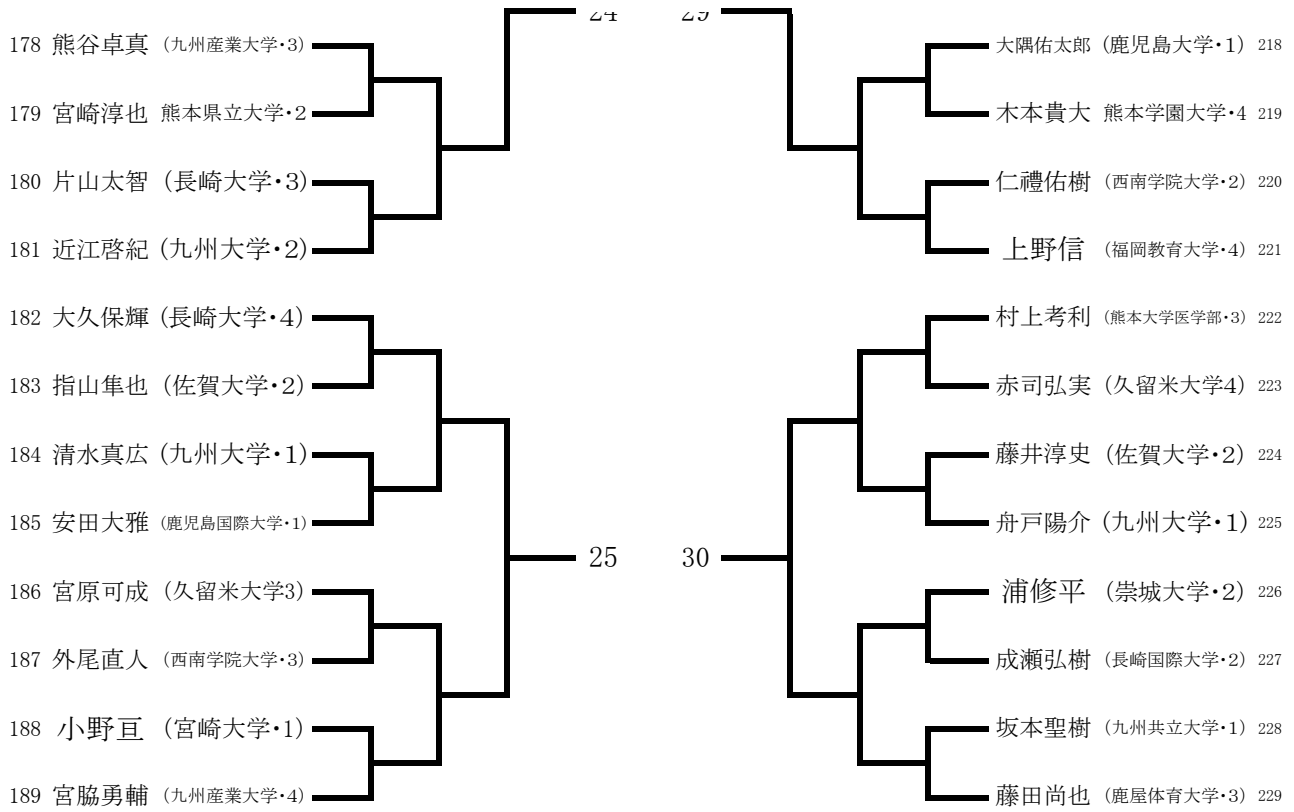 24 29
178 熊谷卓真 (九州産業大学・3)
179 宮崎淳也 熊本県立大学・2
180 片山太智 (長崎大学・3)
181 近江啓紀 (九州大学・2)
182 大久保輝 (長崎大学・4)
183 指山隼也 (佐賀大学・2)
184 清水真広 (九州大学・1)
185 安田大雅 (鹿児島国際大学・1)
25
186 宮原可成 (久留米大学3)
187 外尾直人 (西南学院大学・3)
188 小野亘 (宮崎大学・1)
189 宮脇勇輔 (九州産業大学・4)
大隅佑太郎 (鹿児島大学・1) 218
木本貴大 熊本学園大学・4 219
仁禮佑樹 (西南学院大学・2) 220
上野信 (福岡教育大学・4) 221
村上考利 (熊本大学医学部・3) 222
赤司弘実 (久留米大学4) 223
藤井淳史 (佐賀大学・2) 224
舟戸陽介 (九州大学・1) 225
30
浦修平 (崇城大学・2) 226
成瀬弘樹 (長崎国際大学・2) 227
坂本聖樹 (九州共立大学・1) 228
藤田尚也 (鹿屋体育大学・3) 229